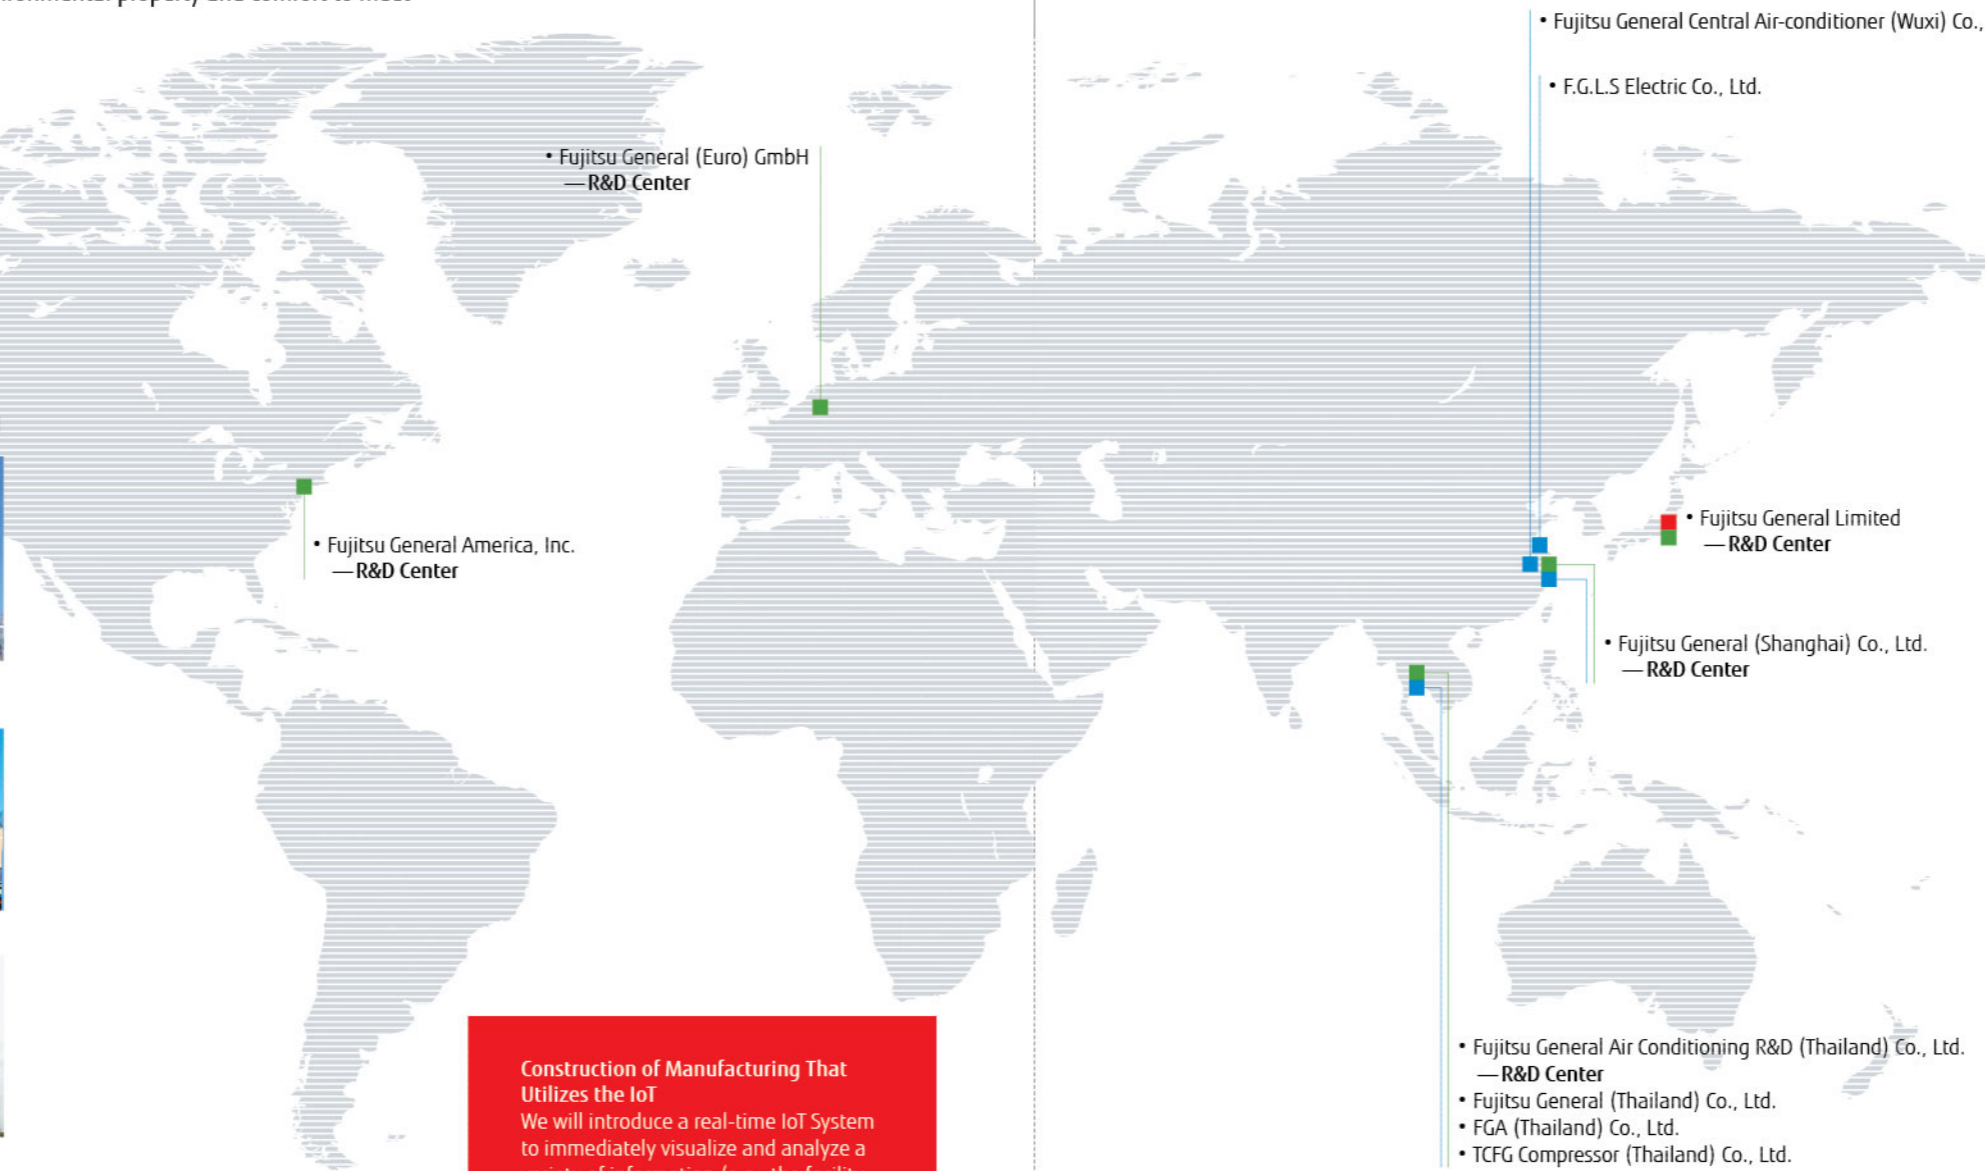 • Fujitsu General Central Air-conditioner (Wuxi) Co.,
• F.G.L.S Electric Co., Ltd.
• Fujitsu General (Euro) GmbH
—R&D Center
• Fujitsu General America, Inc.
—R&D Center
• Fujitsu General Limited
—R&D Center
• Fujitsu General (Shanghai) Co., Ltd.
—R&D Center
• Fujitsu General Air Conditioning R&D (Thailand) Co., Ltd.
—R&D Center
• Fujitsu General (Thailand) Co., Ltd.
• FGA (Thailand) Co., Ltd.
• TCFG Compressor (Thailand) Co., Ltd.
Construction of Manufacturing That
Utilizes the IoT
We will introduce a real-time IoT System
to immediately visualize and analyze a